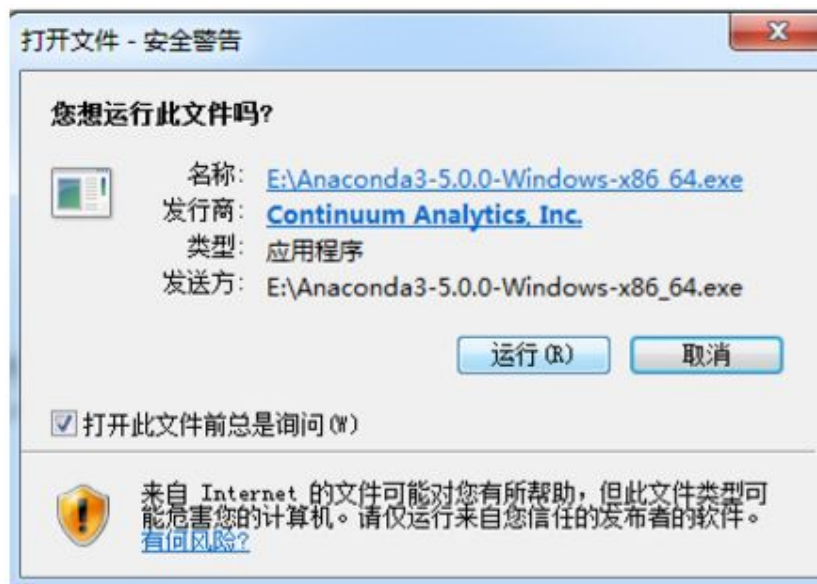 打开文件 - 安全警告
您想运行此文件吗?
名称: E:\Anaconda3-5.0.0-Windows-x86_64.exe
发行商: Continuum Analytics, Inc.
类型: 应用程序
发送方: E:\Anaconda3-5.0.0-Windows-x86_64.exe
运行(R) 取消
打开此文件前总是询问(W)
来自 Internet 的文件可能对您有所帮助，但此文件类型可
能危害您的计算机。请仅运行来自您信任的发布者的软件。
有何风险?